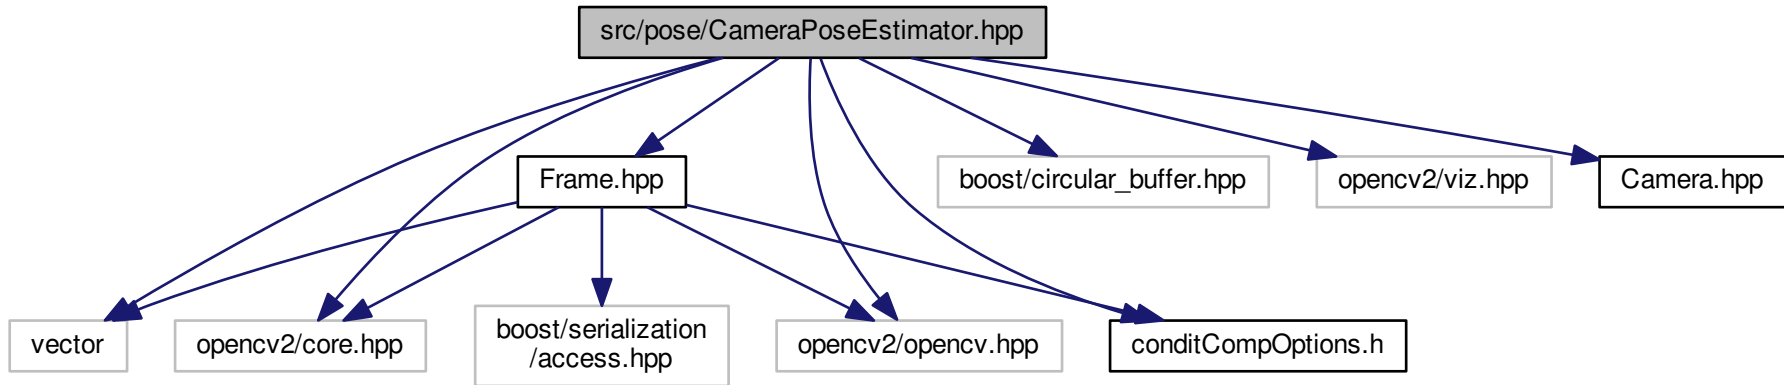 src/pose/CameraPoseEstimator.hpp
Frame.hpp
boost/circular_buffer.hpp
opencv2/viz.hpp
Camera.hpp
vector
opencv2/core.hpp
boost/serialization
/access.hpp
opencv2/opencv.hpp
conditCompOptions.h